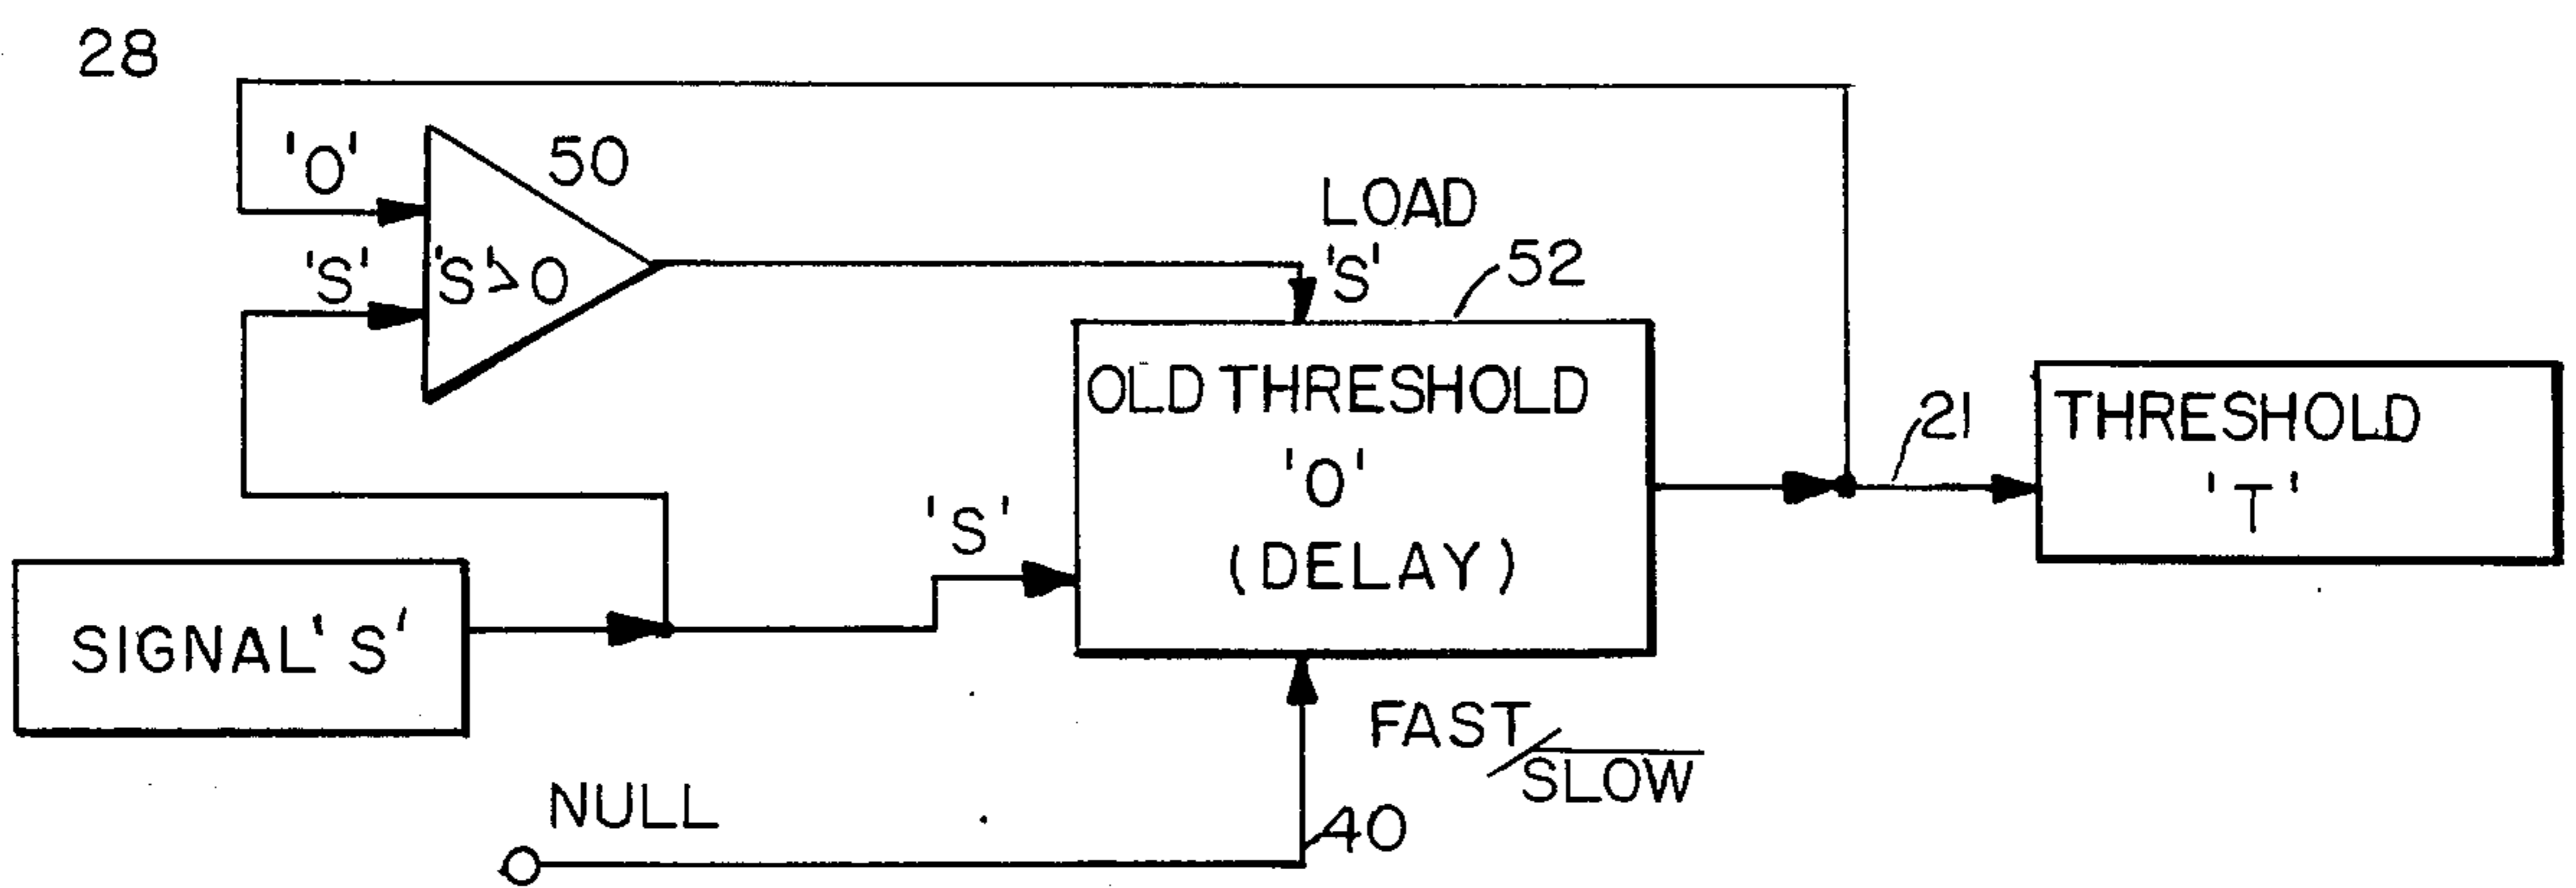 28
'O'
50
'S'
'S'>O
LOAD
'S'
52
OLD THRESHOLD
'O'
(DELAY)
21
THRESHOLD
'T'
'S'
SIGNAL 'S'
FAST/SLOW
NULL
40